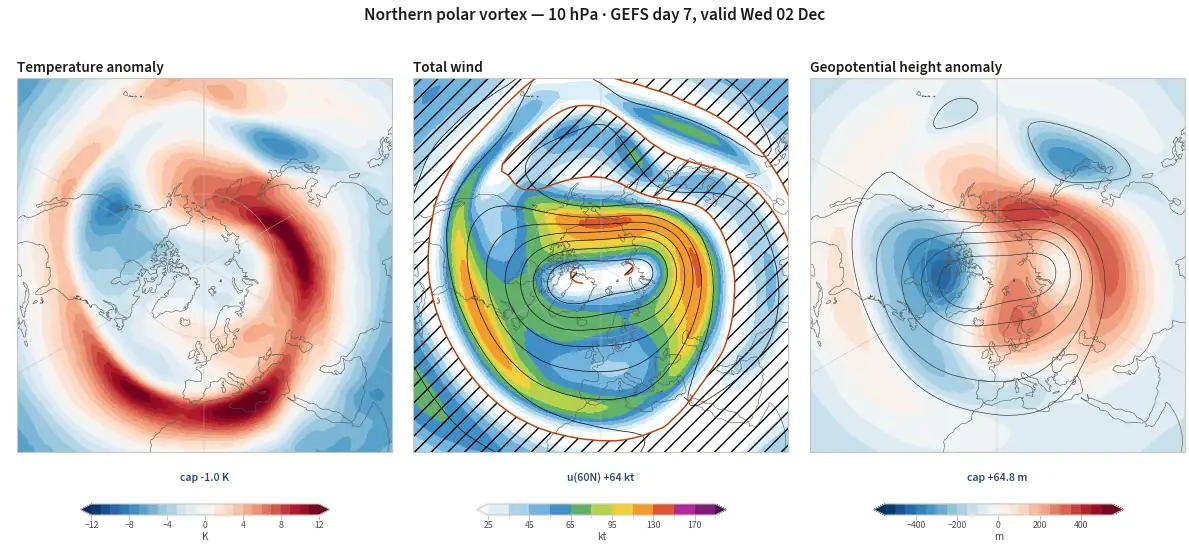 Northern polar vortex — 10 hPa · GEFS day 7, valid Wed 02 Dec
Temperature anomaly
Total wind
Geopotential height anomaly
cap -1.0 K
u(60N) +64 kt
cap +64.8 m
−12 −8 −4 0 4 8 12
K
25 45 65 95 130 170
kt
−400 −200 0 200 400
m